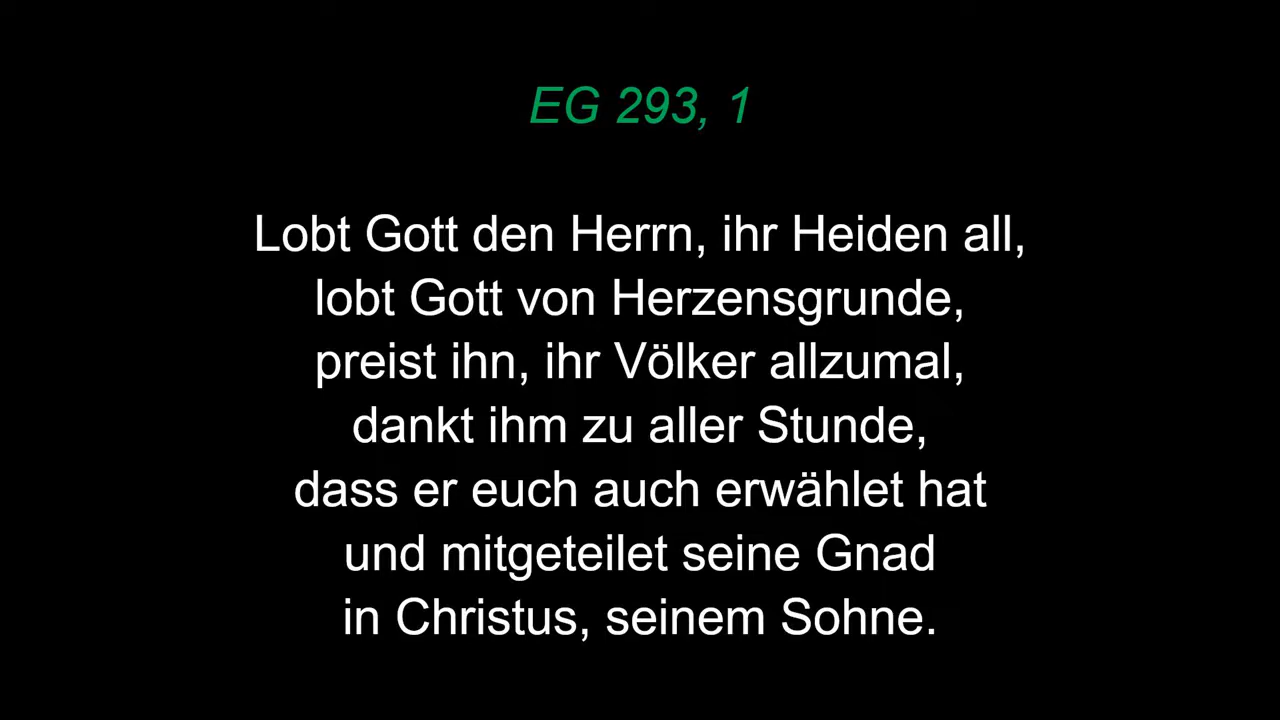 EG 293, 1
Lobt Gott den Herrn, ihr Heiden all,
lobt Gott von Herzensgrunde,
preist ihn, ihr Völker allzumal,
dankt ihm zu aller Stunde,
dass er euch auch erwählet hat
und mitgeteilet seine Gnad
in Christus, seinem Sohne.